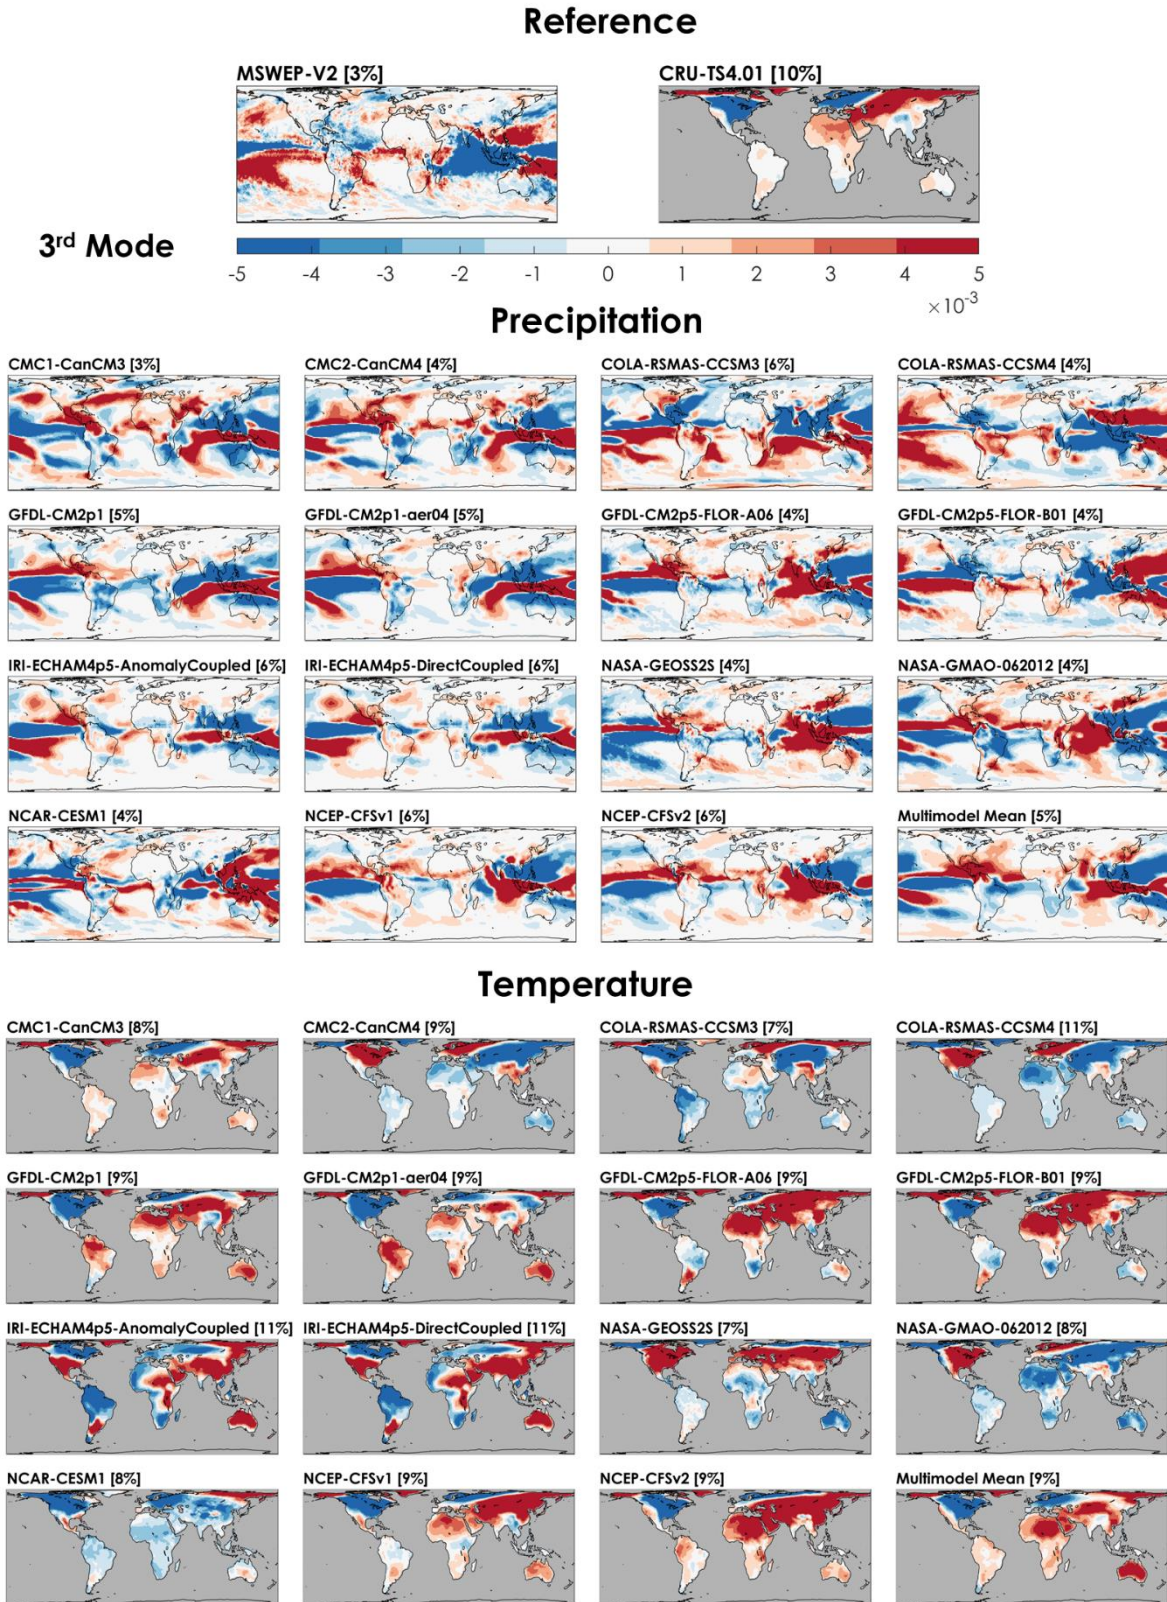 Reference
MSWEP-V2 [3%] CRU-TS4.01 [10%]
3rd Mode
-5 -4 -3 -2 -1 0 1 2 3 4 5
×10-3
Precipitation
CMC1-CanCM3 [3%] CMC2-CanCM4 [4%] COLA-RSMAS-CCSM3 [6%] COLA-RSMAS-CCSM4 [4%]
GFDL-CM2p1 [5%] GFDL-CM2p1-aer04 [5%] GFDL-CM2p5-FLOR-A06 [4%] GFDL-CM2p5-FLOR-B01 [4%]
IRI-ECHAM4p5-AnomalyCoupled [6%] IRI-ECHAM4p5-DirectCoupled [6%] NASA-GEOSS2S [4%] NASA-GMAO-062012 [4%]
NCAR-CESM1 [4%] NCEP-CFSv1 [6%] NCEP-CFSv2 [6%] Multimodel Mean [5%]
Temperature
CMC1-CanCM3 [8%] CMC2-CanCM4 [9%] COLA-RSMAS-CCSM3 [7%] COLA-RSMAS-CCSM4 [11%]
GFDL-CM2p1 [9%] GFDL-CM2p1-aer04 [9%] GFDL-CM2p5-FLOR-A06 [9%] GFDL-CM2p5-FLOR-B01 [9%]
IRI-ECHAM4p5-AnomalyCoupled [11%] IRI-ECHAM4p5-DirectCoupled [11%] NASA-GEOSS2S [7%] NASA-GMAO-062012 [8%]
NCAR-CESM1 [8%] NCEP-CFSv1 [9%] NCEP-CFSv2 [9%] Multimodel Mean [9%]